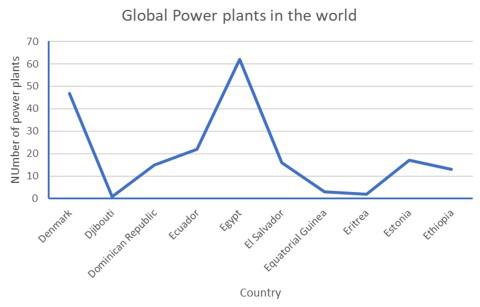 Global Power plants in the world
NUmber of power plants
70
60
50
40
30
20
10
0
Denmark
Djibouti
Dominican Republic
Ecuador
Egypt
El Salvador
Equatorial Guinea
Eritrea
Estonia
Ethiopia
Country